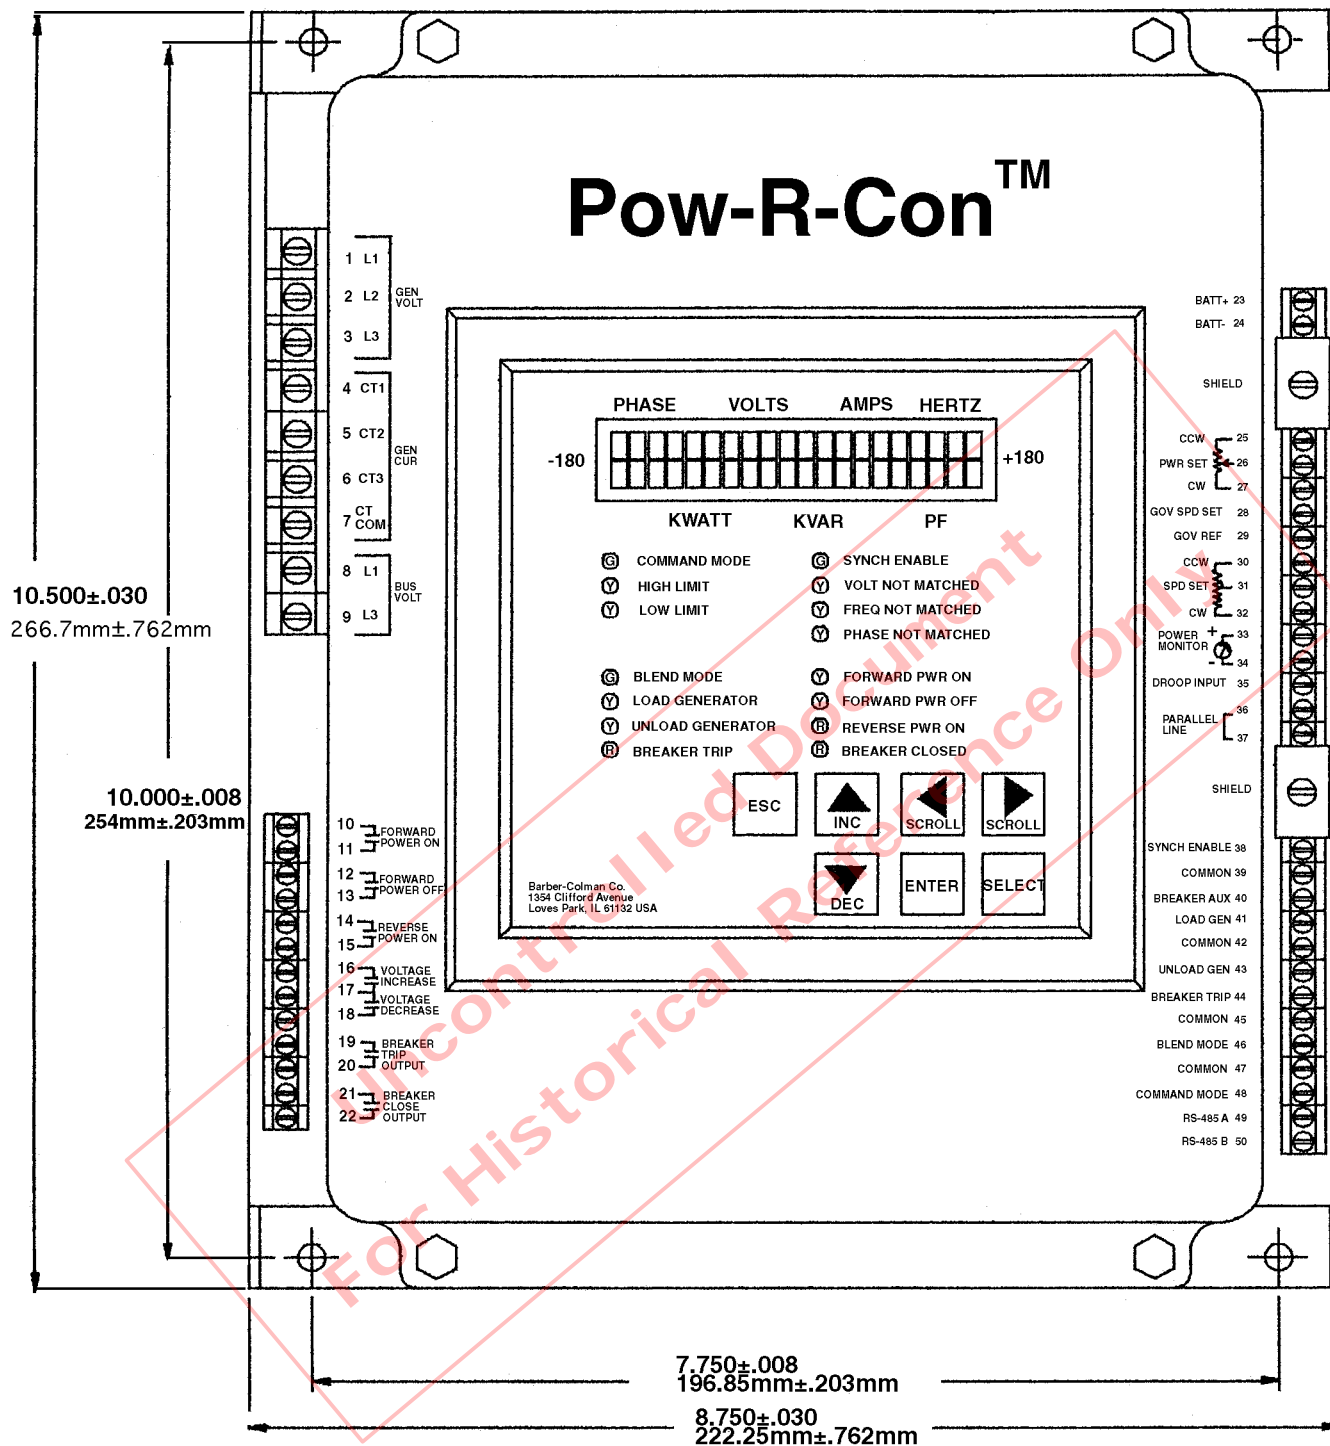 Pow-R-Con™
1 L1
2 L2
3 L3
GEN
VOLT
4 CT1
5 CT2
6 CT3
7 CT
COM
GEN
CUR
8 L1
9 L3
BUS
VOLT
10
11
FORWARD
POWER ON
12
13
FORWARD
POWER OFF
14
15
REVERSE
POWER ON
16
VOLTAGE
INCREASE
17
VOLTAGE
DECREASE
18
19
BREAKER
TRIP
OUTPUT
20
21
BREAKER
CLOSE
OUTPUT
22
PHASE VOLTS AMPS HERTZ
-180 +180
KWATT KVAR PF
G COMMAND MODE
Y HIGH LIMIT
Y LOW LIMIT
G SYNCH ENABLE
Y VOLT NOT MATCHED
Y FREQ NOT MATCHED
Y PHASE NOT MATCHED
G BLEND MODE
Y LOAD GENERATOR
Y UNLOAD GENERATOR
R BREAKER TRIP
Y FORWARD PWR ON
Y FORWARD PWR OFF
R REVERSE PWR ON
R BREAKER CLOSED
ESC
INC
SCROLL
SCROLL
DEC
ENTER
SELECT
Barber-Colman Co.
1354 Clifford Avenue
Loves Park, IL 61132 USA
BATT+ 23
BATT- 24
SHIELD
CCW 25
PWR SET 26
CW 27
GOV SPD SET 28
GOV REF 29
CCW 30
SPD SET 31
CW 32
POWER
MONITOR
+ 33
- 34
DROOP INPUT 35
PARALLEL
LINE
36
37
SHIELD
SYNCH ENABLE 38
COMMON 39
BREAKER AUX 40
LOAD GEN 41
COMMON 42
UNLOAD GEN 43
BREAKER TRIP 44
COMMON 45
BLEND MODE 46
COMMON 47
COMMAND MODE 48
RS-485 A 49
RS-485 B 50
10.500±.030
266.7mm±.762mm
10.000±.008
254mm±.203mm
7.750±.008
196.85mm±.203mm
8.750±.030
222.25mm±.762mm
Uncontrolled Document
For Historical Reference Only